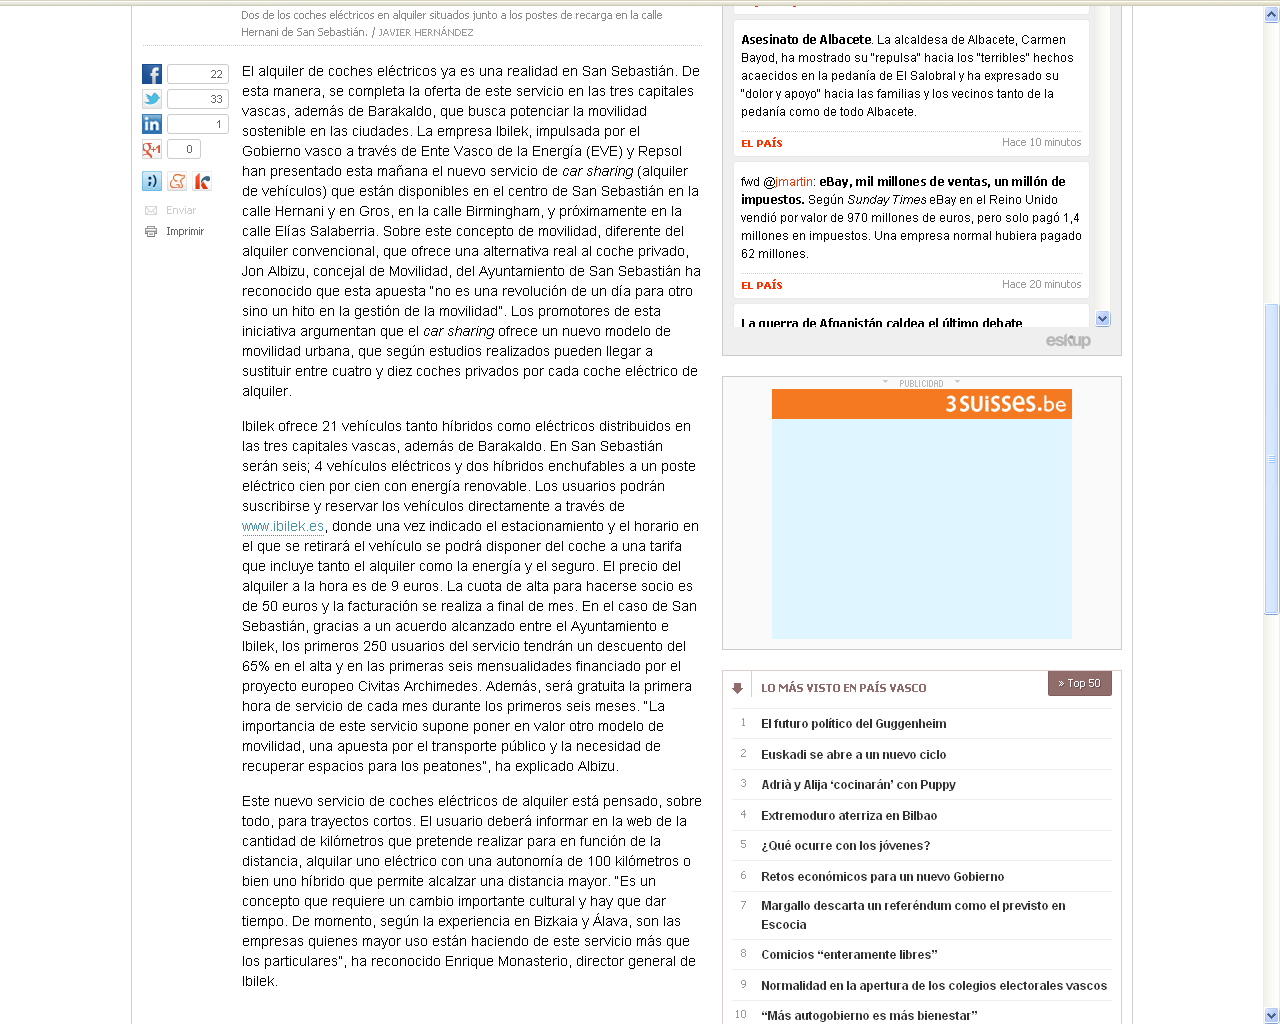 Dos de los coches eléctricos en alquiler situados junto a los postes de recarga en la calle
Hernani de San Sebastián. / JAVIER HERNÁNDEZ
22
33
1
0
Enviar
Imprimir
El alquiler de coches eléctricos ya es una realidad en San Sebastián. De
esta manera, se completa la oferta de este servicio en las tres capitales
vascas, además de Barakaldo, que busca potenciar la movilidad
sostenible en las ciudades. La empresa Ibilek, impulsada por el
Gobierno vasco a través de Ente Vasco de la Energía (EVE) y Repsol
han presentado esta mañana el nuevo servicio de car sharing (alquiler
de vehículos) que están disponibles en el centro de San Sebastián en la
calle Hernani y en Gros, en la calle Birmingham, y próximamente en la
calle Elías Salaberria. Sobre este concepto de movilidad, diferente del
alquiler convencional, que ofrece una alternativa real al coche privado,
Jon Albizu, concejal de Movilidad, del Ayuntamiento de San Sebastián ha
reconocido que esta apuesta "no es una revolución de un día para otro
sino un hito en la gestión de la movilidad". Los promotores de esta
iniciativa argumentan que el car sharing ofrece un nuevo modelo de
movilidad urbana, que según estudios realizados pueden llegar a
sustituir entre cuatro y diez coches privados por cada coche eléctrico de
alquiler.
Ibilek ofrece 21 vehículos tanto híbridos como eléctricos distribuidos en
las tres capitales vascas, además de Barakaldo. En San Sebastián
serán seis; 4 vehículos eléctricos y dos híbridos enchufables a un poste
eléctrico cien por cien con energía renovable. Los usuarios podrán
suscribirse y reservar los vehículos directamente a través de
www.ibilek.es, donde una vez indicado el estacionamiento y el horario en
el que se retirará el vehículo se podrá disponer del coche a una tarifa
que incluye tanto el alquiler como la energía y el seguro. El precio del
alquiler a la hora es de 9 euros. La cuota de alta para hacerse socio es
de 50 euros y la facturación se realiza a final de mes. En el caso de San
Sebastián, gracias a un acuerdo alcanzado entre el Ayuntamiento e
Ibilek, los primeros 250 usuarios del servicio tendrán un descuento del
65% en el alta y en las primeras seis mensualidades financiado por el
proyecto europeo Civitas Archimedes. Además, será gratuita la primera
hora de servicio de cada mes durante los primeros seis meses. "La
importancia de este servicio supone poner en valor otro modelo de
movilidad, una apuesta por el transporte público y la necesidad de
recuperar espacios para los peatones", ha explicado Albizu.
Este nuevo servicio de coches eléctricos de alquiler está pensado, sobre
todo, para trayectos cortos. El usuario deberá informar en la web de la
cantidad de kilómetros que pretende realizar para en función de la
distancia, alquilar uno eléctrico con una autonomía de 100 kilómetros o
bien uno híbrido que permite alcalzar una distancia mayor. "Es un
concepto que requiere un cambio importante cultural y hay que dar
tiempo. De momento, según la experiencia en Bizkaia y Álava, son las
empresas quienes mayor uso están haciendo de este servicio más que
los particulares", ha reconocido Enrique Monasterio, director general de
Ibilek.
Asesinato de Albacete. La alcaldesa de Albacete, Carmen
Bayod, ha mostrado su "repulsa" hacia los "terribles" hechos
acaecidos en la pedanía de El Salobral y ha expresado su
"dolor y apoyo" hacia las familias y los vecinos tanto de la
pedanía como de todo Albacete.
EL PAÍS Hace 10 minutos
fwd @jmartin: eBay, mil millones de ventas, un millón de
impuestos. Según Sunday Times eBay en el Reino Unido
vendió por valor de 970 millones de euros, pero solo pagó 1,4
millones en impuestos. Una empresa normal hubiera pagado
62 millones.
EL PAÍS Hace 20 minutos
La guerra de Afganistán caldea el último debate
eskup
PUBLICIDAD
3SUISSES.be
LO MÁS VISTO EN PAÍS VASCO » Top 50
1 El futuro político del Guggenheim
2 Euskadi se abre a un nuevo ciclo
3 Adrià y Alija ‘cocinarán’ con Puppy
4 Extremoduro aterriza en Bilbao
5 ¿Qué ocurre con los jóvenes?
6 Retos económicos para un nuevo Gobierno
7 Margallo descarta un referéndum como el previsto en
Escocia
8 Comicios “enteramente libres”
9 Normalidad en la apertura de los colegios electorales vascos
10 “Más autogobierno es más bienestar”